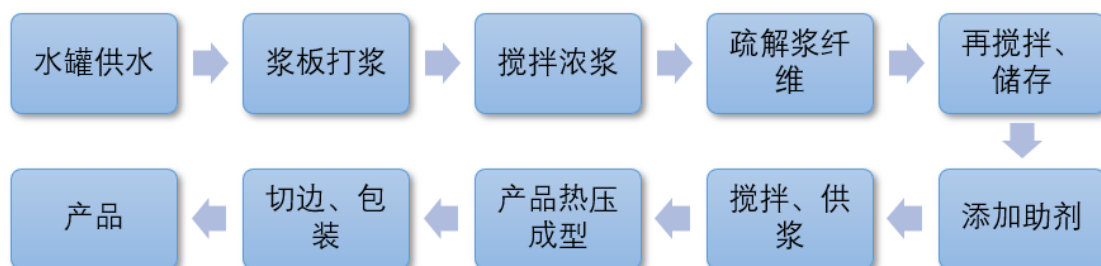 水罐供水
浆板打浆
搅拌浓浆
疏解浆纤
维
再搅拌、
储存
添加助剂
搅拌、供
浆
产品热压
成型
切边、包
装
产品